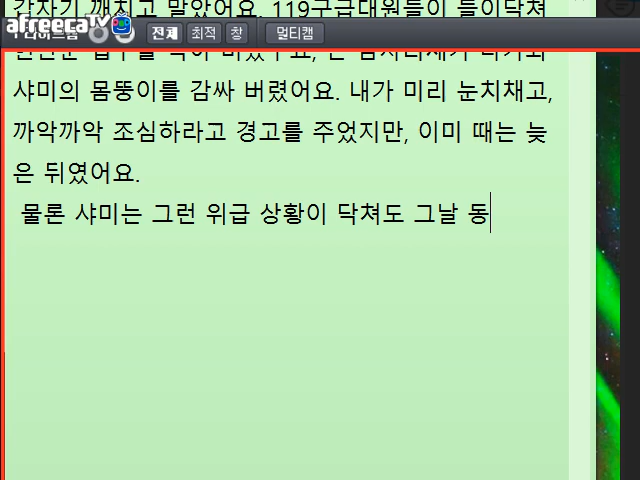 갑자기 깨치고 말았어요. 119구급대원들이 들이닥쳐
afreecaTV
전체 최적 창 멀티캠
샤미의 몸뚱이를 감싸 버렸어요. 내가 미리 눈치채고,
까악까악 조심하라고 경고를 주었지만, 이미 때는 늦
은 뒤였어요.
물론 샤미는 그런 위급 상황이 닥쳐도 그날 동